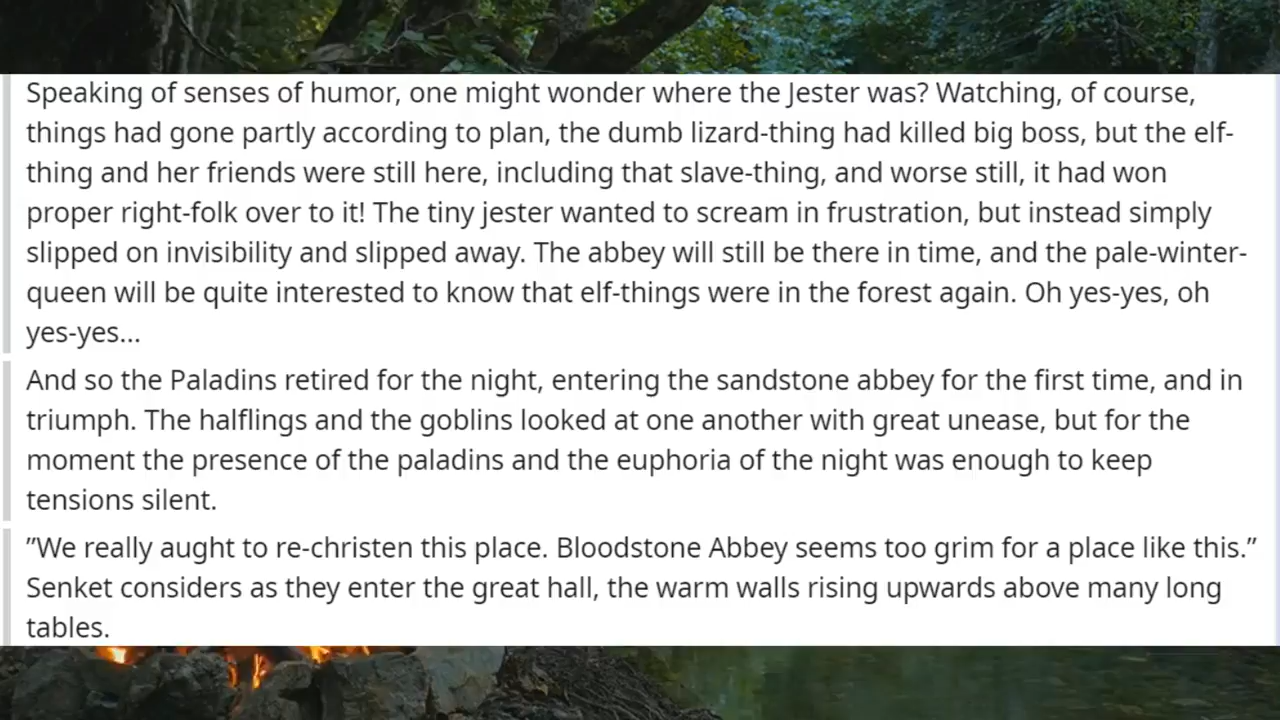 Speaking of senses of humor, one might wonder where the Jester was? Watching, of course,
things had gone partly according to plan, the dumb lizard-thing had killed big boss, but the elf-
thing and her friends were still here, including that slave-thing, and worse still, it had won
proper right-folk over to it! The tiny jester wanted to scream in frustration, but instead simply
slipped on invisibility and slipped away. The abbey will still be there in time, and the pale-winter-
queen will be quite interested to know that elf-things were in the forest again. Oh yes-yes, oh
yes-yes...
And so the Paladins retired for the night, entering the sandstone abbey for the first time, and in
triumph. The halflings and the goblins looked at one another with great unease, but for the
moment the presence of the paladins and the euphoria of the night was enough to keep
tensions silent.
”We really aught to re-christen this place. Bloodstone Abbey seems too grim for a place like this.”
Senket considers as they enter the great hall, the warm walls rising upwards above many long
tables.